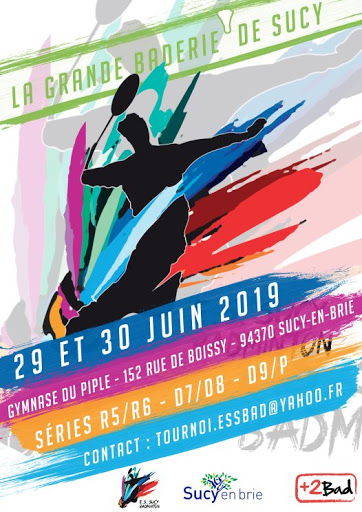 LA GRANDE BADERIE DE SUCY
29 ET 30 JUIN 2019
GYMNASE DU PIPLE - 152 RUE DE BOISSY - 94370 SUCY-EN-BRIE
BADMINTON
SÉRIES R5/R6 - D7/D8 - D9/P
BADM
CONTACT : TOURNOI.ESSBAD@YAHOO.FR
E.S. SUCY
BADMINTON
Sucy en brie
+2Bad